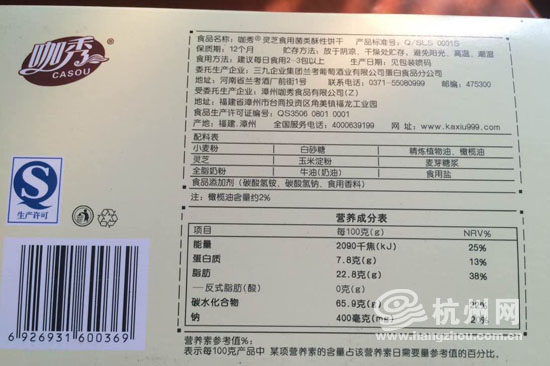 咖秀
CASOU
食品名: 咖秀®灵芝食用菌类酥性饼干 产品标准号: Q/SLS 0001S
保质期: 12个月 贮存方法: 放于阴凉、干燥处贮存，避免阳光、高温、潮湿
食用方法: 建议每日食用2-3包以上 生产日期: 见包装喷码
委托生产企业: 三九企业集团兰考葡萄酒业有限公司蛋白食品分公司
地址: 河南省兰考酒厂前街1号 联系方式: 0371-55080999 邮编: 475300
受委托生产企业: 漳州咖秀食品有限公司(Z)
地址: 福建省漳州市台商投资区角美镇福龙工业园
生产许可证号: QS3506 0801 0001
产地: 福建.漳州 全国服务电话: 4000639199 网址: www.kaxiu999.com
配料表
小麦粉 白砂糖 精炼植物油、橄榄油
灵芝 玉米淀粉 麦芽糖浆
全脂奶粉 牛油(奶油) 食用盐
食品添加剂 (碳酸氢铵、碳酸氢钠、食用香料)
注: 橄榄油含量约2%
QS
生产许可
营养成分表
项目 每100克(g) NRV%
能量 2090千焦(kJ) 25%
蛋白质 7.8克(g) 13%
脂肪 22.8克(g) 38%
--反式脂肪(酸) 0克(g)
碳水化合物 65.9克(g)
钠 400毫克(mg) 20%
营养素参考值%:
表示每100克产品中 某项营养素的含量占该营养素日需要量参考值的百分比.
6 926931 600369
杭州网
www.hangzhou.com.cn